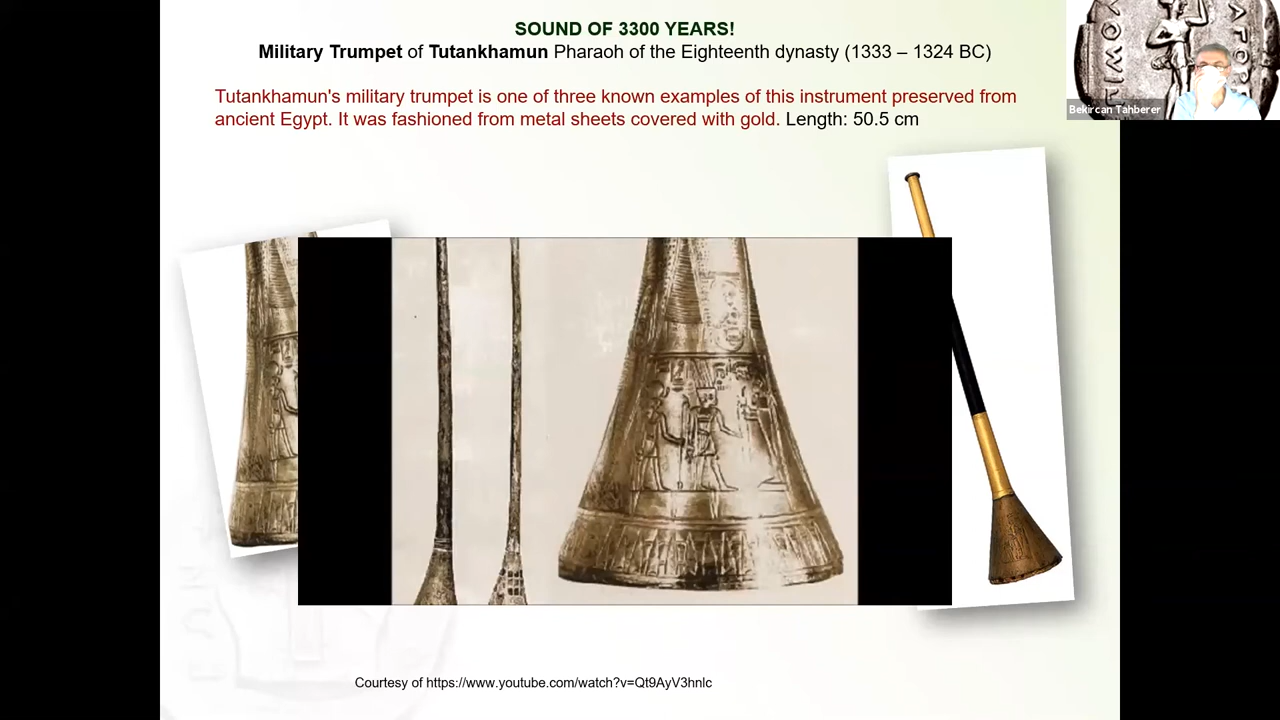 SOUND OF 3300 YEARS!
Military Trumpet of Tutankhamun Pharaoh of the Eighteenth dynasty (1333 – 1324 BC)
Tutankhamun's military trumpet is one of three known examples of this instrument preserved from
ancient Egypt. It was fashioned from metal sheets covered with gold. Length: 50.5 cm
Bekircan Tahberer
Courtesy of https://www.youtube.com/watch?v=Qt9AyV3hnlc